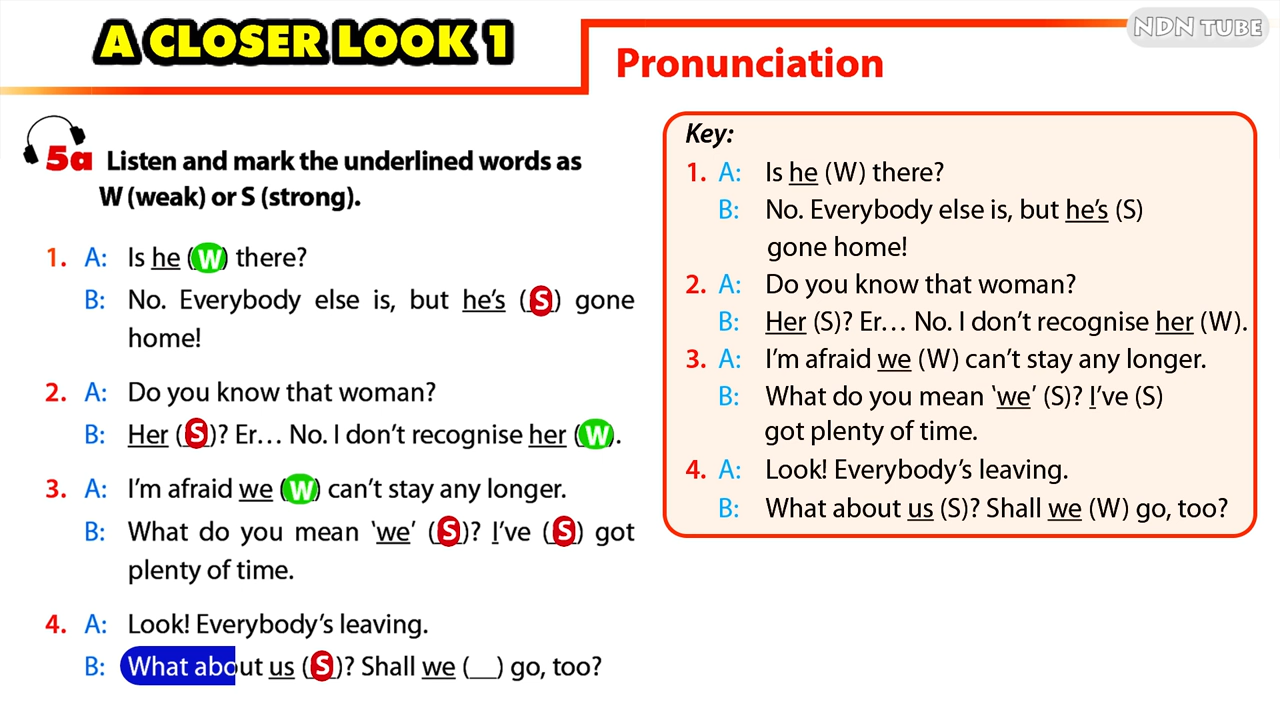 A CLOSER LOOK 1
Pronunciation
NDN TUBE
5a Listen and mark the underlined words as
W (weak) or S (strong).
1. A: Is he (W) there?
B: No. Everybody else is, but he's (S) gone
home!
2. A: Do you know that woman?
B: Her (S)? Er… No. I don't recognise her (W).
3. A: I'm afraid we (W) can't stay any longer.
B: What do you mean 'we' (S)? I've (S) got
plenty of time.
4. A: Look! Everybody's leaving.
B: What about us (S)? Shall we (__) go, too?
Key:
1. A: Is he (W) there?
B: No. Everybody else is, but he's (S)
gone home!
2. A: Do you know that woman?
B: Her (S)? Er… No. I don't recognise her (W).
3. A: I'm afraid we (W) can't stay any longer.
B: What do you mean 'we' (S)? I've (S)
got plenty of time.
4. A: Look! Everybody's leaving.
B: What about us (S)? Shall we (W) go, too?